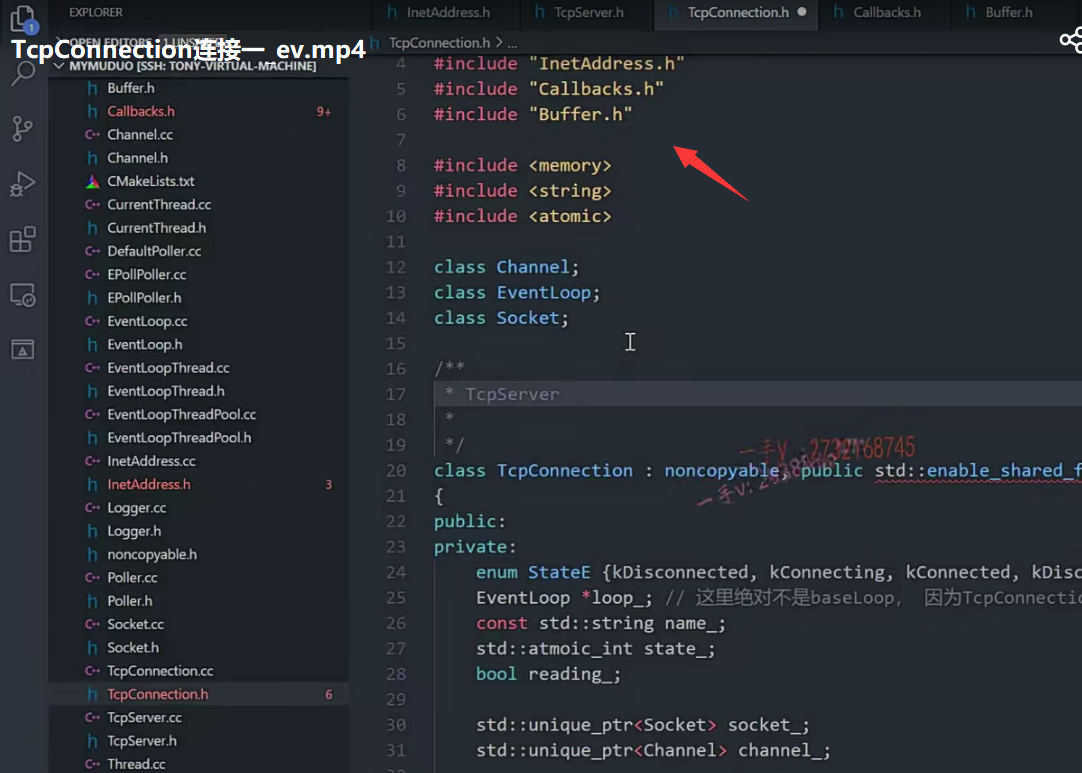 EXPLORER
InetAddress.h
TcpServer.h
TcpConnection.h
Callbacks.h
Buffer.h
OPEN EDITORS
TcpConnection连接一_ev.mp4
TcpConnection.h > ...
MYMUDUO [SSH: TONY-VIRTUAL-MACHINE]
Buffer.h
Callbacks.h 9+
Channel.cc
Channel.h
CMakeLists.txt
CurrentThread.cc
CurrentThread.h
DefaultPoller.cc
EPollPoller.cc
EPollPoller.h
EventLoop.cc
EventLoop.h
EventLoopThread.cc
EventLoopThread.h
EventLoopThreadPool.cc
EventLoopThreadPool.h
InetAddress.cc
InetAddress.h 3
Logger.cc
Logger.h
noncopyable.h
Poller.cc
Poller.h
Socket.cc
Socket.h
TcpConnection.cc
TcpConnection.h 6
TcpServer.cc
TcpServer.h
Thread.cc
4 #include "InetAddress.h"
5 #include "Callbacks.h"
6 #include "Buffer.h"
7
8 #include <memory>
9 #include <string>
10 #include <atomic>
11
12 class Channel;
13 class EventLoop;
14 class Socket;
15
16 /**
17 * TcpServer
18 *
19 */
20 class TcpConnection : noncopyable, public std::enable_shared_f
21 {
22 public:
23 private:
24 enum StateE {kDisconnected, kConnecting, kConnected, kDisc
25 EventLoop *loop_; // 这里绝对不是baseLoop, 因为TcpConnectio
26 const std::string name_;
27 std::atmoic_int state_;
28 bool reading_;
29
30 std::unique_ptr<Socket> socket_;
31 std::unique_ptr<Channel> channel_;